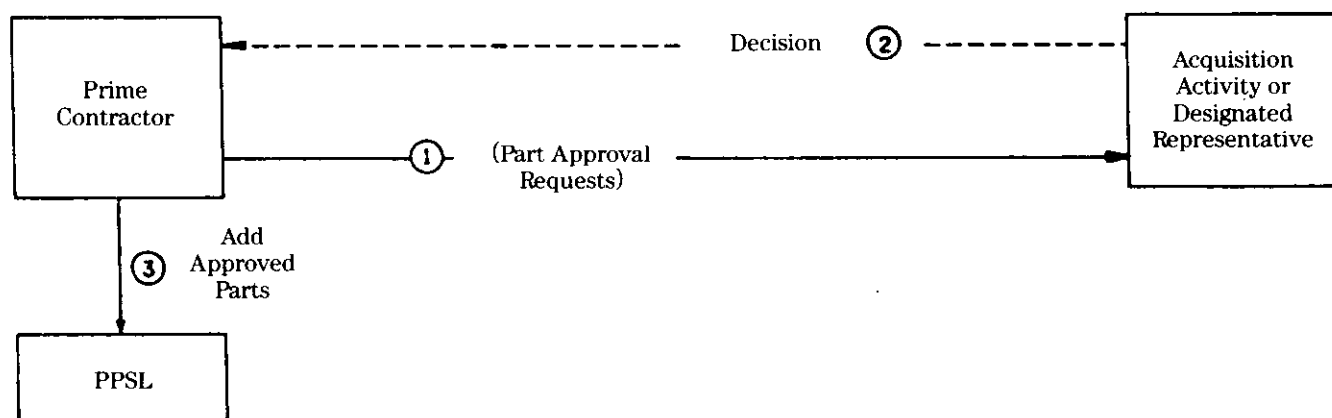 Decision 2
Prime
Contractor
Acquisition
Activity or
Designated
Representative
1 (Part Approval
Requests)
3 Add
Approved
Parts
PPSL